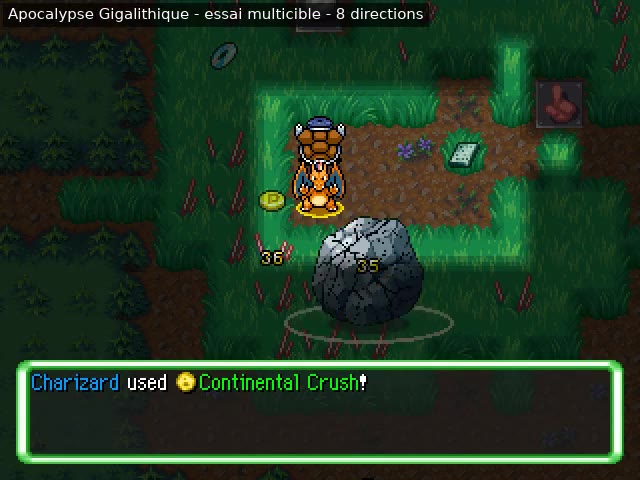 Apocalypse Gigalithique - essai multicible - 8 directions
36
35
Charizard used Continental Crush!